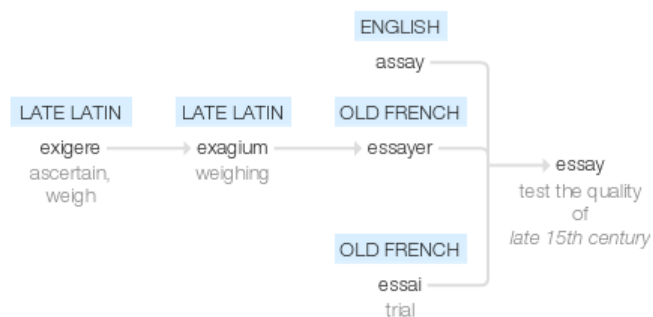 ENGLISH
assay
LATE LATIN
LATE LATIN
OLD FRENCH
exigere
exagium
essayer
ascertain,
weigh
weighing
essay
test the quality
of
late 15th century
OLD FRENCH
essai
trial